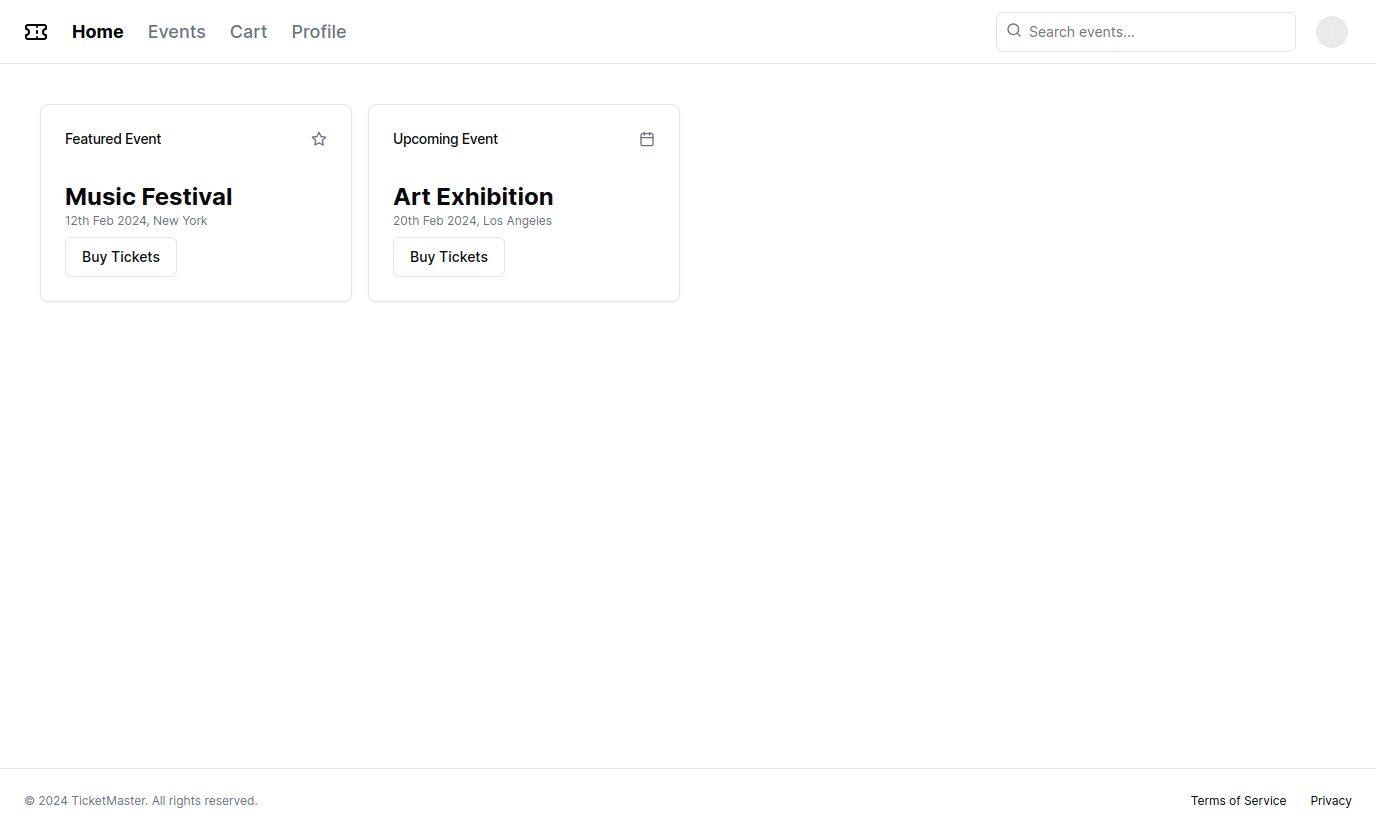 Home Events Cart Profile Search events...
Featured Event
Music Festival
12th Feb 2024, New York
Buy Tickets
Upcoming Event
Art Exhibition
20th Feb 2024, Los Angeles
Buy Tickets
© 2024 TicketMaster. All rights reserved. Terms of Service Privacy